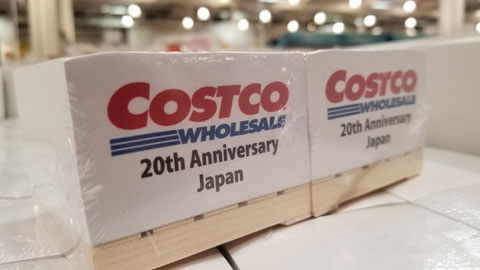 COSTCO
WHOLESALE
20th Anniversary
Japan
COSTCO
WHOLESALE
20th Anniversary
Japan